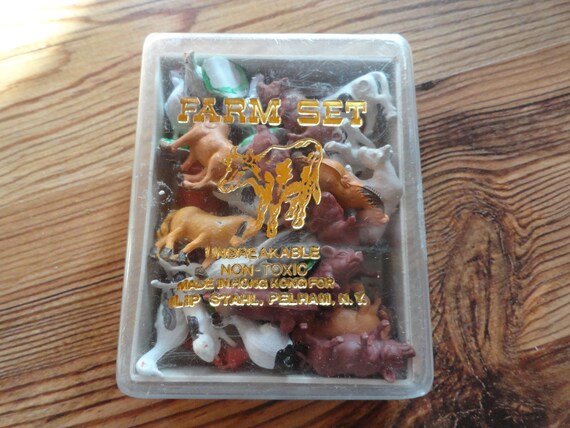 FARM SET
UNBREAKABLE
NON-TOXIC
MADE IN HONG KONG FOR
STAHL, PELHAM, N.Y.